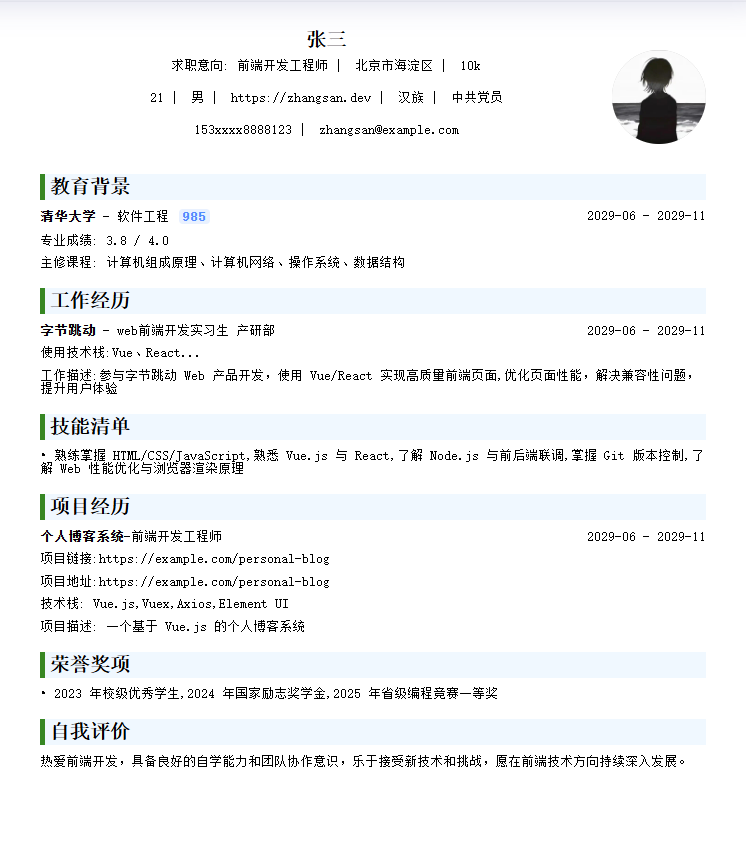 张三
求职意向: 前端开发工程师 | 北京市海淀区 | 10k
21 | 男 | https://zhangsan.dev | 汉族 | 中共党员
153xxxx8888123 | zhangsan@example.com
教育背景
清华大学 - 软件工程 985 2029-06 - 2029-11
专业成绩: 3.8 / 4.0
主修课程: 计算机组成原理、计算机网络、操作系统、数据结构
工作经历
字节跳动 - web前端开发实习生 产研部 2029-06 - 2029-11
使用技术栈:Vue、React...
工作描述:参与字节跳动 Web 产品开发，使用 Vue/React 实现高质量前端页面,优化页面性能，解决兼容性问题，
提升用户体验
技能清单
• 熟练掌握 HTML/CSS/JavaScript,熟悉 Vue.js 与 React,了解 Node.js 与前后端联调,掌握 Git 版本控制,了
解 Web 性能优化与浏览器渲染原理
项目经历
个人博客系统-前端开发工程师 2029-06 - 2029-11
项目链接:https://example.com/personal-blog
项目地址:https://example.com/personal-blog
技术栈: Vue.js,Vuex,Axios,Element UI
项目描述: 一个基于 Vue.js 的个人博客系统
荣誉奖项
• 2023 年校级优秀学生,2024 年国家励志奖学金,2025 年省级编程竞赛一等奖
自我评价
热爱前端开发，具备良好的自学能力和团队协作意识，乐于接受新技术和挑战，愿在前端技术方向持续深入发展。